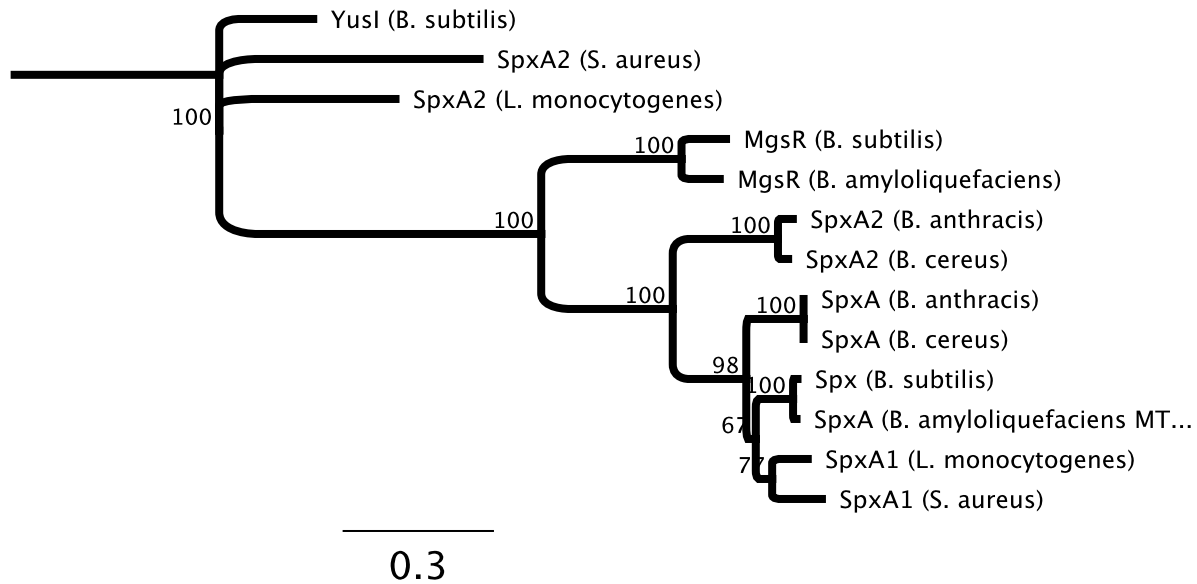 YusI (B. subtilis)
SpxA2 (S. aureus)
SpxA2 (L. monocytogenes)
100
MgsR (B. subtilis)
100
MgsR (B. amyloliquefaciens)
100
SpxA2 (B. anthracis)
100
SpxA2 (B. cereus)
100
SpxA (B. anthracis)
100
SpxA (B. cereus)
98
Spx (B. subtilis)
100
SpxA (B. amyloliquefaciens MT...
67
SpxA1 (L. monocytogenes)
77
SpxA1 (S. aureus)
0.3